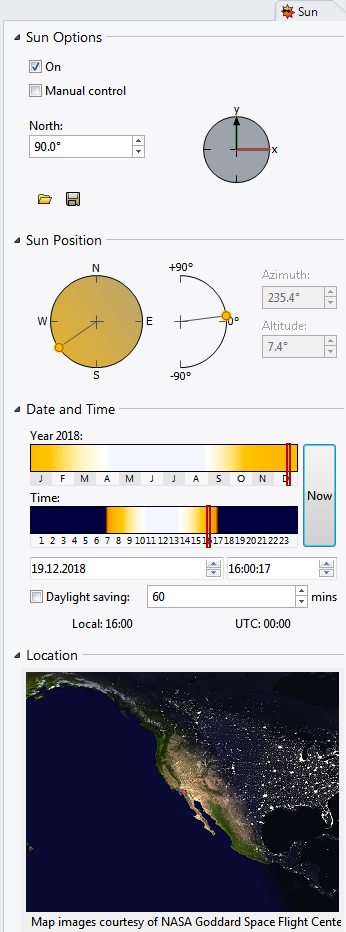 Sun
Sun Options
On
Manual control
North:
90.0°
y
x
Sun Position
N
W
E
S
+90°
0°
-90°
Azimuth:
235.4°
Altitude:
7.4°
Date and Time
Year 2018:
J F M A M J J A S O N D
Time:
1 2 3 4 5 6 7 8 9 10 11 12 13 14 15 16 17 18 19 20 21 22 23
Now
19.12.2018 16:00:17
Daylight saving: 60 mins
Local: 16:00 UTC: 00:00
Location
Map images courtesy of NASA Goddard Space Flight Cente